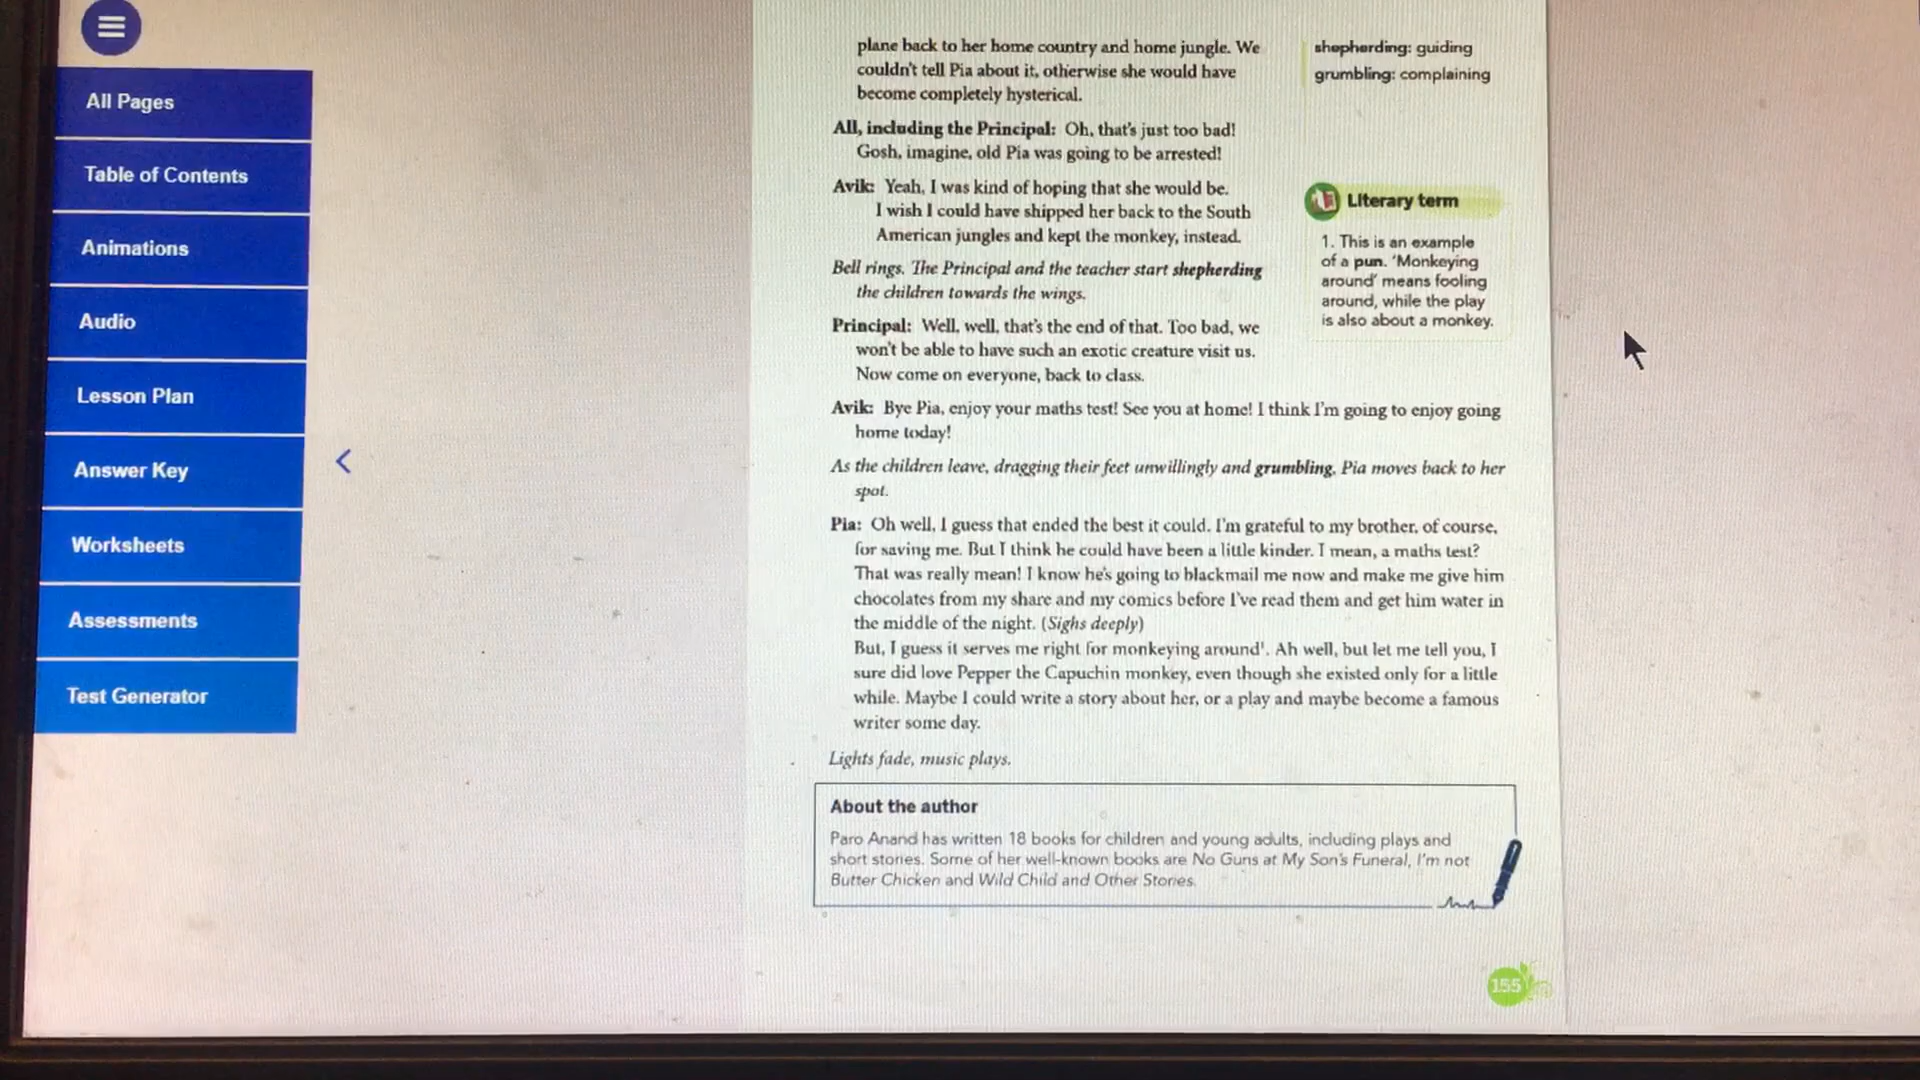 All Pages
Table of Contents
Animations
Audio
Lesson Plan
Answer Key
Worksheets
Assessments
Test Generator
plane back to her home country and home jungle. We
couldn't tell Pia about it, otherwise she would have
become completely hysterical.
All, including the Principal: Oh, that's just too bad!
Gosh, imagine, old Pia was going to be arrested!
Avik: Yeah, I was kind of hoping that she would be.
I wish I could have shipped her back to the South
American jungles and kept the monkey, instead.
Bell rings. The Principal and the teacher start shepherding
the children towards the wings.
Principal: Well, well, that's the end of that. Too bad, we
won't be able to have such an exotic creature visit us.
Now come on everyone, back to class.
Avik: Bye Pia, enjoy your maths test! See you at home! I think I'm going to enjoy going
home today!
As the children leave, dragging their feet unwillingly and grumbling, Pia moves back to her
spot.
Pia: Oh well, I guess that ended the best it could. I'm grateful to my brother, of course,
for saving me. But I think he could have been a little kinder. I mean, a maths test?
That was really mean! I know he's going to blackmail me now and make me give him
chocolates from my share and my comics before I've read them and get him water in
the middle of the night. (Sighs deeply)
But, I guess it serves me right for monkeying around¹. Ah well, but let me tell you, I
sure did love Pepper the Capuchin monkey, even though she existed only for a little
while. Maybe I could write a story about her, or a play and maybe become a famous
writer some day.
Lights fade, music plays.
shepherding: guiding
grumbling: complaining
Literary term
1. This is an example
of a pun. 'Monkeying
around' means fooling
around, while the play
is also about a monkey.
About the author
Paro Anand has written 18 books for children and young adults, including plays and
short stories. Some of her well-known books are No Guns at My Son's Funeral, I'm not
Butter Chicken and Wild Child and Other Stories.
155